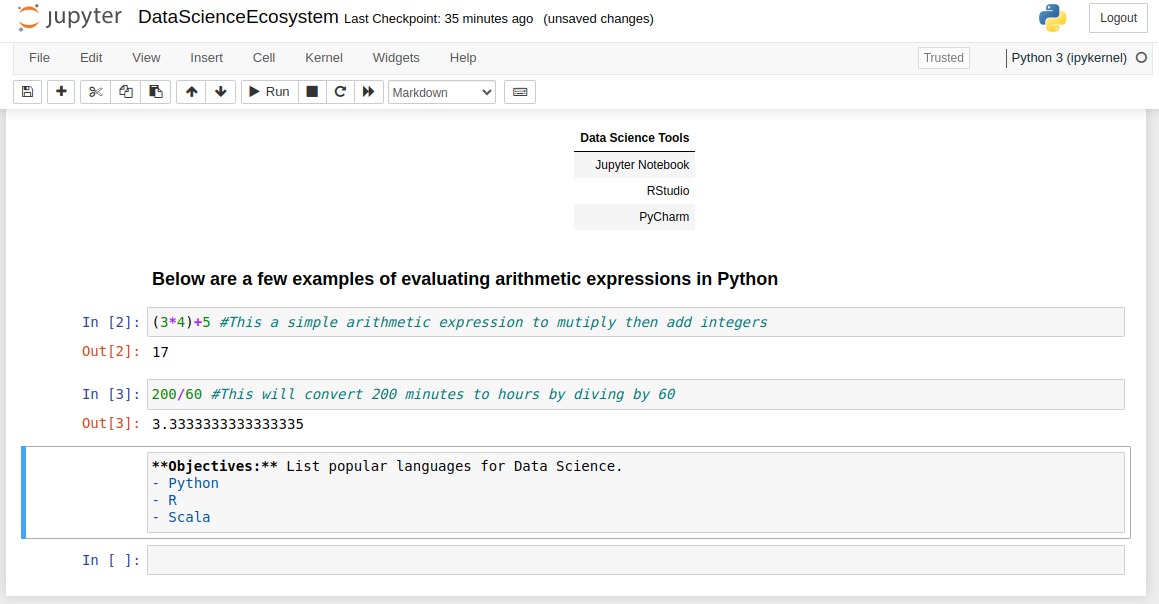 jupyter DataScienceEcosystem Last Checkpoint: 35 minutes ago (unsaved changes) Logout
File Edit View Insert Cell Kernel Widgets Help Trusted Python 3 (ipykernel)
Run Markdown
Data Science Tools
Jupyter Notebook
RStudio
PyCharm
Below are a few examples of evaluating arithmetic expressions in Python
In [2]: (3*4)+5 #This a simple arithmetic expression to mutiply then add integers
Out[2]: 17
In [3]: 200/60 #This will convert 200 minutes to hours by diving by 60
Out[3]: 3.3333333333333335
**Objectives:** List popular languages for Data Science.
- Python
- R
- Scala
In [ ]: